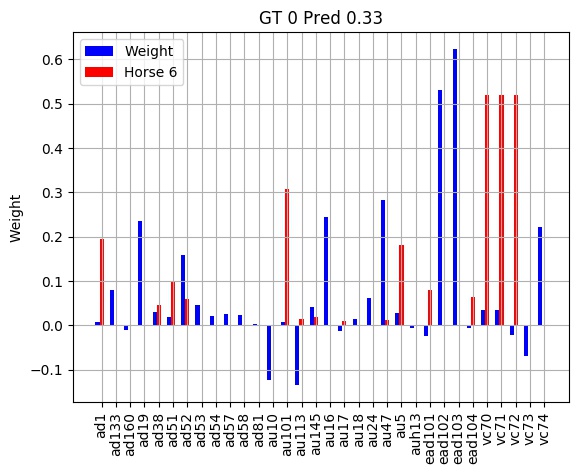 GT 0 Pred 0.33
Weight
Horse 6
Weight
0.6
0.5
0.4
0.3
0.2
0.1
0.0
−0.1
ad1
ad133
ad160
ad19
ad38
ad51
ad52
ad53
ad54
ad57
ad58
ad81
au10
au101
au113
au145
au16
au17
au18
au24
au47
au5
auh13
ead101
ead102
ead103
ead104
vc70
vc71
vc72
vc73
vc74